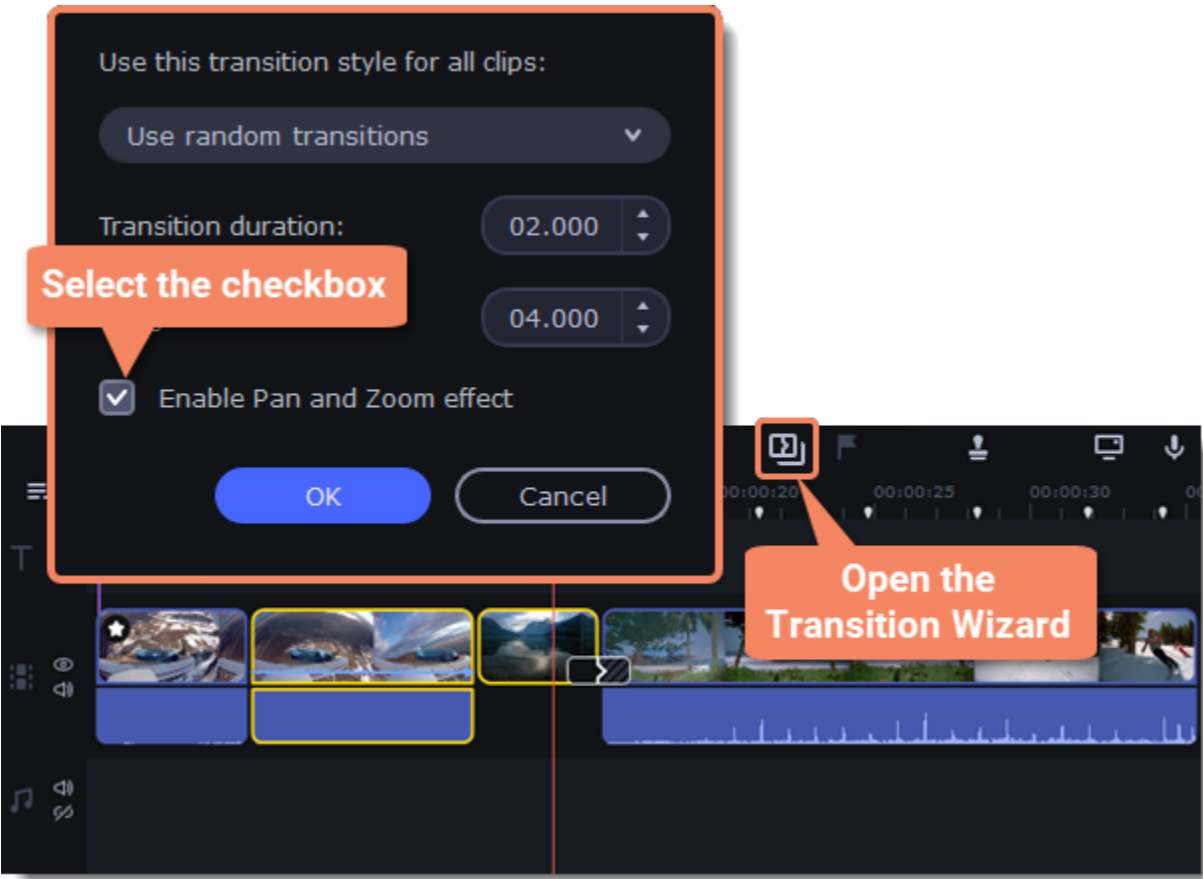 Use this transition style for all clips:
Use random transitions
Transition duration:
02.000
Select the checkbox
04.000
Enable Pan and Zoom effect
OK
Cancel
00:00:20
00:00:25
00:00:30
Open the
Transition Wizard